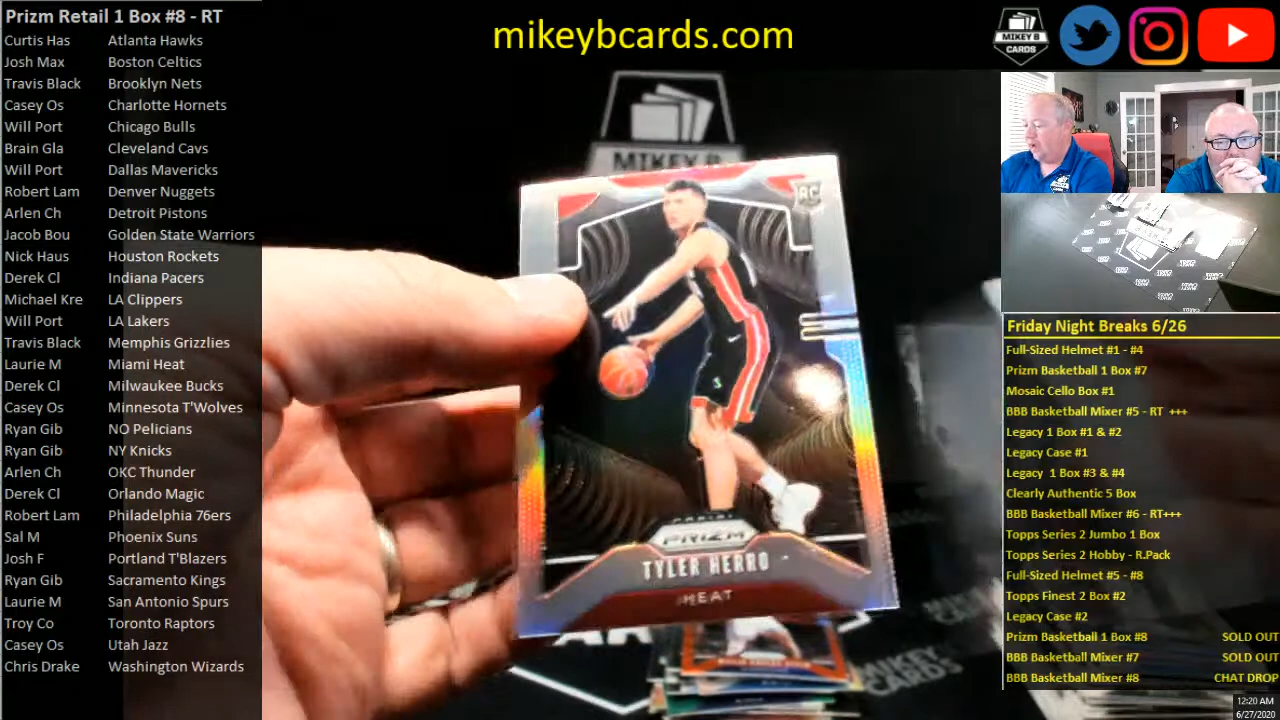 Prizm Retail 1 Box #8 - RT
Curtis Has Atlanta Hawks
Josh Max Boston Celtics
Travis Black Brooklyn Nets
Casey Os Charlotte Hornets
Will Port Chicago Bulls
Brain Gla Cleveland Cavs
Will Port Dallas Mavericks
Robert Lam Denver Nuggets
Arlen Ch Detroit Pistons
Jacob Bou Golden State Warriors
Nick Haus Houston Rockets
Derek Cl Indiana Pacers
Michael Kre LA Clippers
Will Port LA Lakers
Travis Black Memphis Grizzlies
Laurie M Miami Heat
Derek Cl Milwaukee Bucks
Casey Os Minnesota T'Wolves
Ryan Gib NO Pelicians
Ryan Gib NY Knicks
Arlen Ch OKC Thunder
Derek Cl Orlando Magic
Robert Lam Philadelphia 76ers
Sal M Phoenix Suns
Josh F Portland T'Blazers
Ryan Gib Sacramento Kings
Laurie M San Antonio Spurs
Troy Co Toronto Raptors
Casey Os Utah Jazz
Chris Drake Washington Wizards
mikeybcards.com
MIKEY B
CARDS
MIKEY B
RC
PANINI
PRIZM
TYLER HERRO
HEAT
MIKEY
CARDS
Friday Night Breaks 6/26
Full-Sized Helmet #1 - #4
Prizm Basketball 1 Box #7
Mosaic Cello Box #1
BBB Basketball Mixer #5 - RT +++
Legacy 1 Box #1 & #2
Legacy Case #1
Legacy 1 Box #3 & #4
Clearly Authentic 5 Box
BBB Basketball Mixer #6 - RT+++
Topps Series 2 Jumbo 1 Box
Topps Series 2 Hobby - R.Pack
Full-Sized Helmet #5 - #8
Topps Finest 2 Box #2
Legacy Case #2
Prizm Basketball 1 Box #8 SOLD OUT
BBB Basketball Mixer #7 SOLD OUT
BBB Basketball Mixer #8 CHAT DROP
12:20 AM
6/27/2020